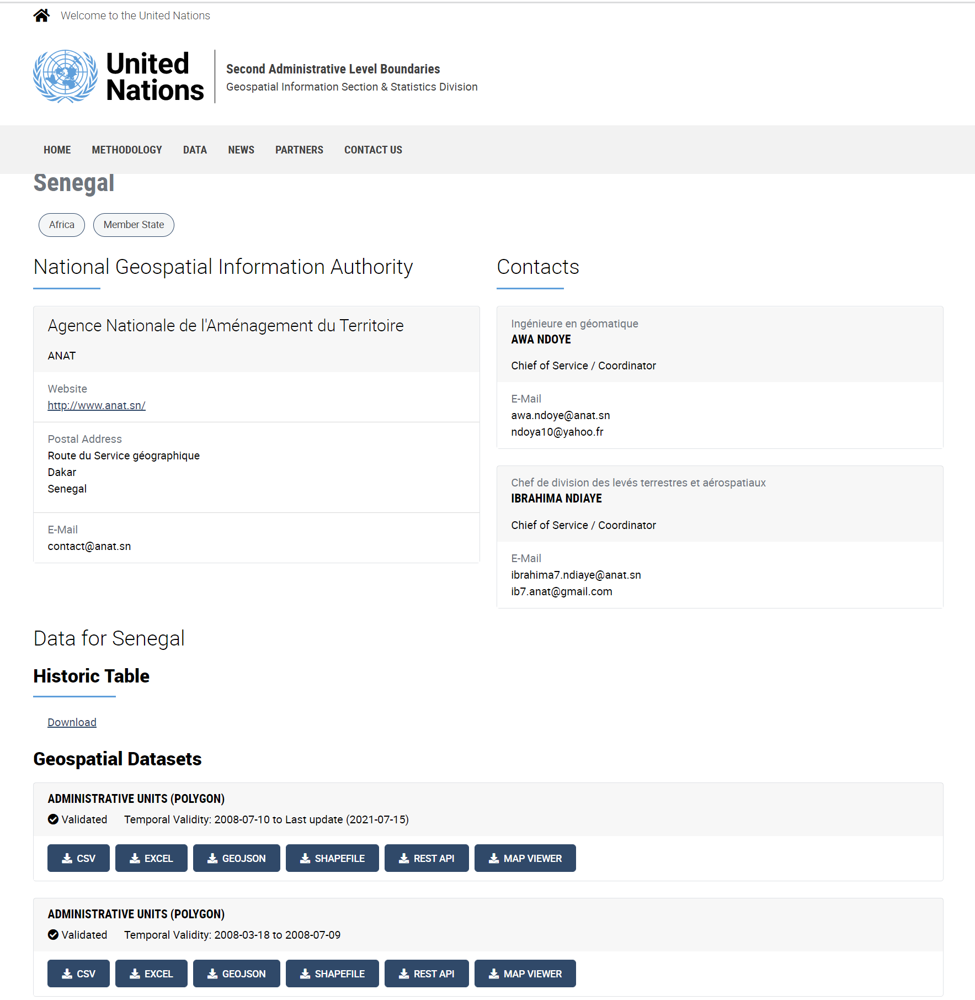 Welcome to the United Nations
United
Nations
Second Administrative Level Boundaries
Geospatial Information Section & Statistics Division
HOME METHODOLOGY DATA NEWS PARTNERS CONTACT US
Senegal
Africa Member State
National Geospatial Information Authority
Agence Nationale de l'Aménagement du Territoire
ANAT
Website
http://www.anat.sn/
Postal Address
Route du Service géographique
Dakar
Senegal
E-Mail
contact@anat.sn
Contacts
Ingénieure en géomatique
AWA NDOYE
Chief of Service / Coordinator
E-Mail
awa.ndoye@anat.sn
ndoya10@yahoo.fr
Chef de division des levés terrestres et aérospatiaux
IBRAHIMA NDIAYE
Chief of Service / Coordinator
E-Mail
ibrahima7.ndiaye@anat.sn
ib7.anat@gmail.com
Data for Senegal
Historic Table
Download
Geospatial Datasets
ADMINISTRATIVE UNITS (POLYGON)
Validated Temporal Validity: 2008-07-10 to Last update (2021-07-15)
CSV EXCEL GEOJSON SHAPEFILE REST API MAP VIEWER
ADMINISTRATIVE UNITS (POLYGON)
Validated Temporal Validity: 2008-03-18 to 2008-07-09
CSV EXCEL GEOJSON SHAPEFILE REST API MAP VIEWER